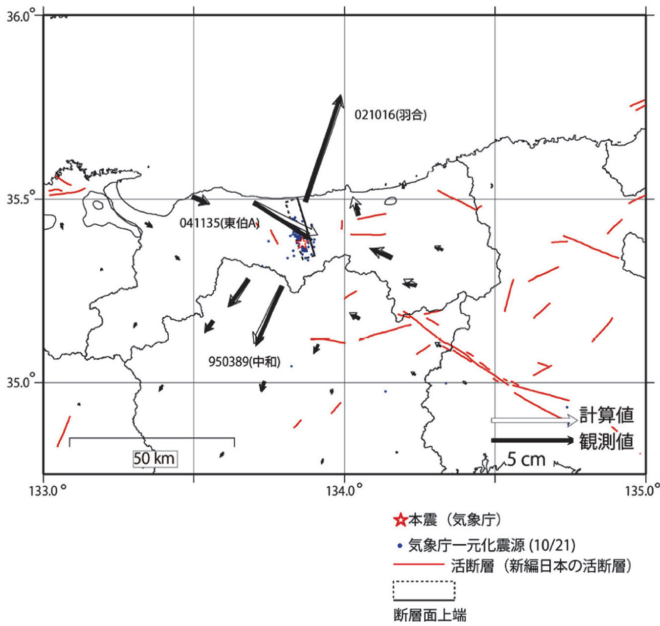 36.0°
021016(羽合)
35.5°
041135(東伯A)
950389(中和)
35.0°
計算値
観測値
5 cm
50 km
133.0°
134.0°
135.0°
本震（気象庁）
気象庁一元化震源 (10/21)
活断層（新編日本の活断層）
断層面上端